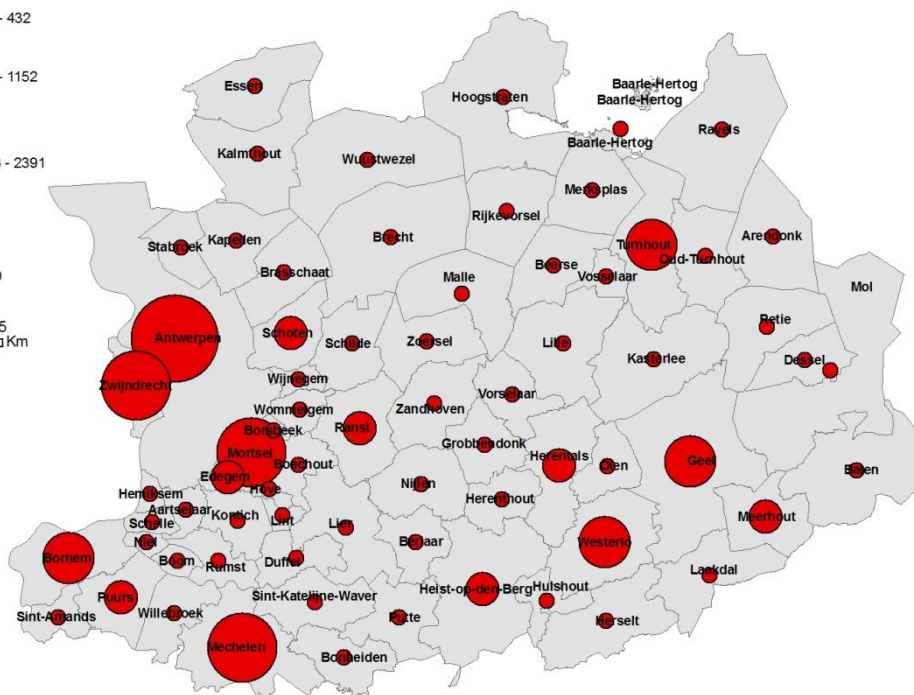 - 432
- 1152
- 2391
5
Km
Baarle-Hertog
Essen
Hoogstraten
Baarle-Hertog
Ravels
Baarle-Hertog
Kalmthout
Wuustwezel
Merksplas
Rijkevorsel
Stabroek
Kapellen
Brecht
Turnhout
Arendonk
Oud-Turnhout
Brasschaat
Beerse
Vosselaar
Malle
Mol
Antwerpen
Schoten
Schilde
Zoersel
Lille
Retie
Kasterlee
Dessel
Zwijndrecht
Wijnegem
Vorselaar
Wommelgem
Zandhoven
Borsbeek
Ranst
Mortsel
Grobbendonk
Herentals
Geel
Boechout
Olen
Balen
Edegem
Hove
Nijlen
Hemiksem
Herenthout
Aartselaar
Schelle
Kontich
Lint
Lier
Meerhout
Niel
Berlaar
Westerlo
Bornem
Boom
Rumst
Duffel
Laakdal
Heist-op-den-Berg
Hulshout
Puurs
Sint-Katelijne-Waver
Sint-Amands
Willebroek
Putte
Herselt
Mechelen
Bonheiden